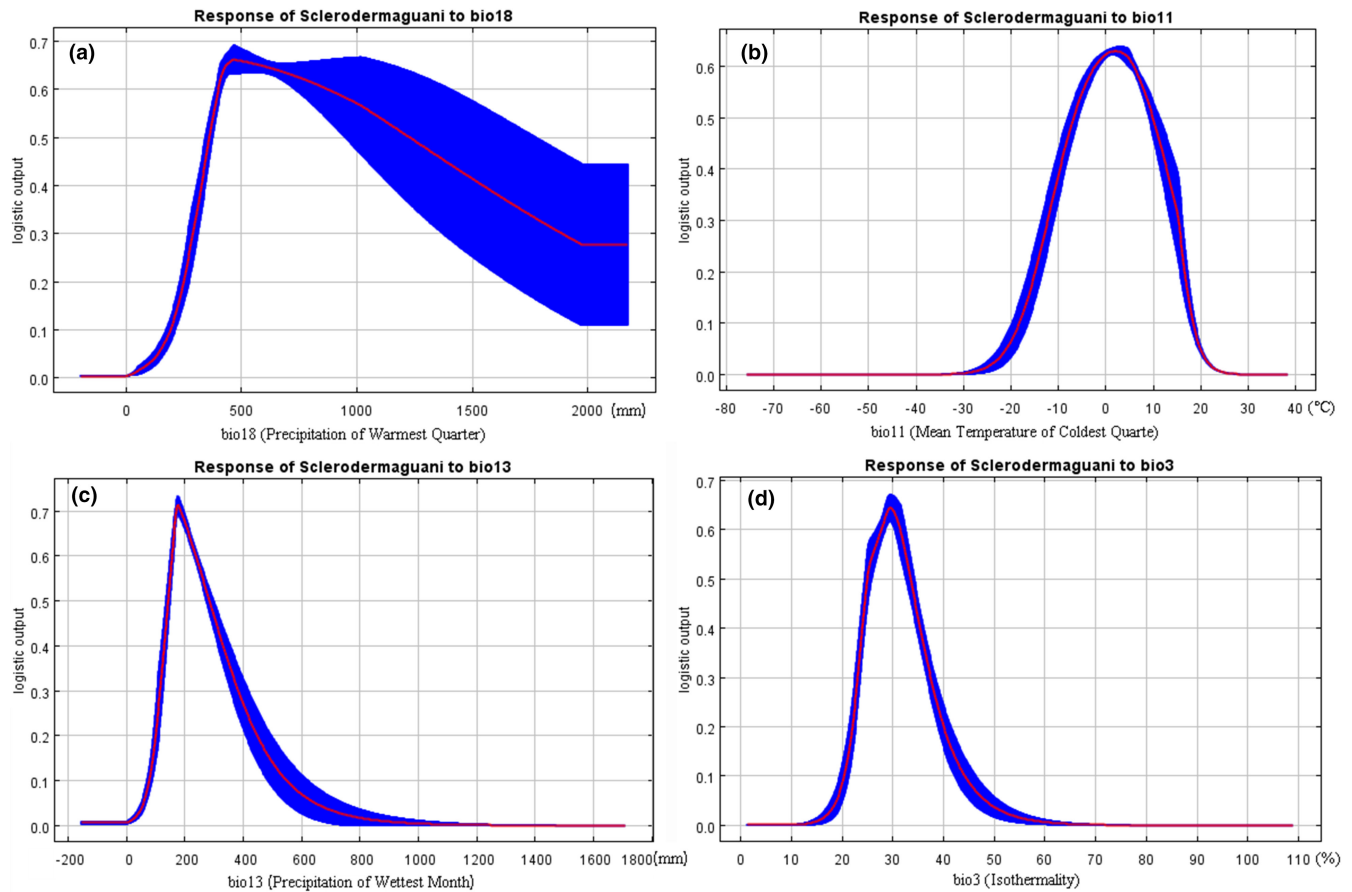 Response of Sclerodermaguani to bio18
(a)
logistic output
0.7
0.6
0.5
0.4
0.3
0.2
0.1
0.0
0 500 1000 1500 2000 (mm)
bio18 (Precipitation of Warmest Quarter)
Response of Sclerodermaguani to bio11
(b)
logistic output
0.6
0.5
0.4
0.3
0.2
0.1
0.0
-80 -70 -60 -50 -40 -30 -20 -10 0 10 20 30 40 (°C)
bio11 (Mean Temperature of Coldest Quarte)
Response of Sclerodermaguani to bio13
(c)
logistic output
0.7
0.6
0.5
0.4
0.3
0.2
0.1
0.0
-200 0 200 400 600 800 1000 1200 1400 1600 1800 (mm)
bio13 (Precipitation of Wettest Month)
Response of Sclerodermaguani to bio3
(d)
logistic output
0.7
0.6
0.5
0.4
0.3
0.2
0.1
0.0
0 10 20 30 40 50 60 70 80 90 100 110 (%)
bio3 (Isothermality)